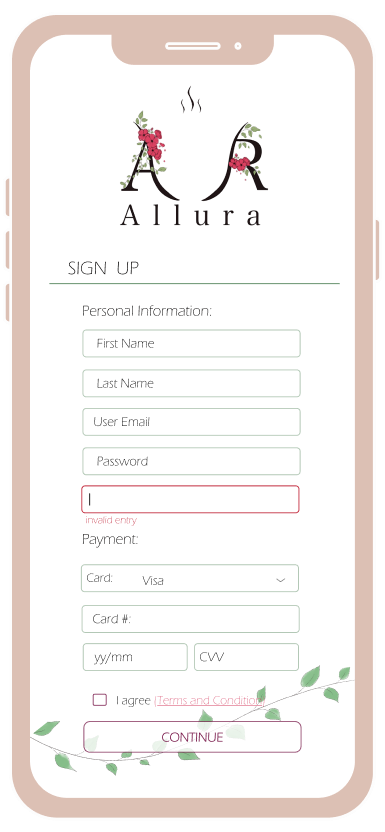 A R
Allura
SIGN UP
Personal Information:
First Name
Last Name
User Email
Password
invalid entry
Payment:
Card: Visa
Card #:
yy/mm CVV
I agree (Terms and Condition)
CONTINUE